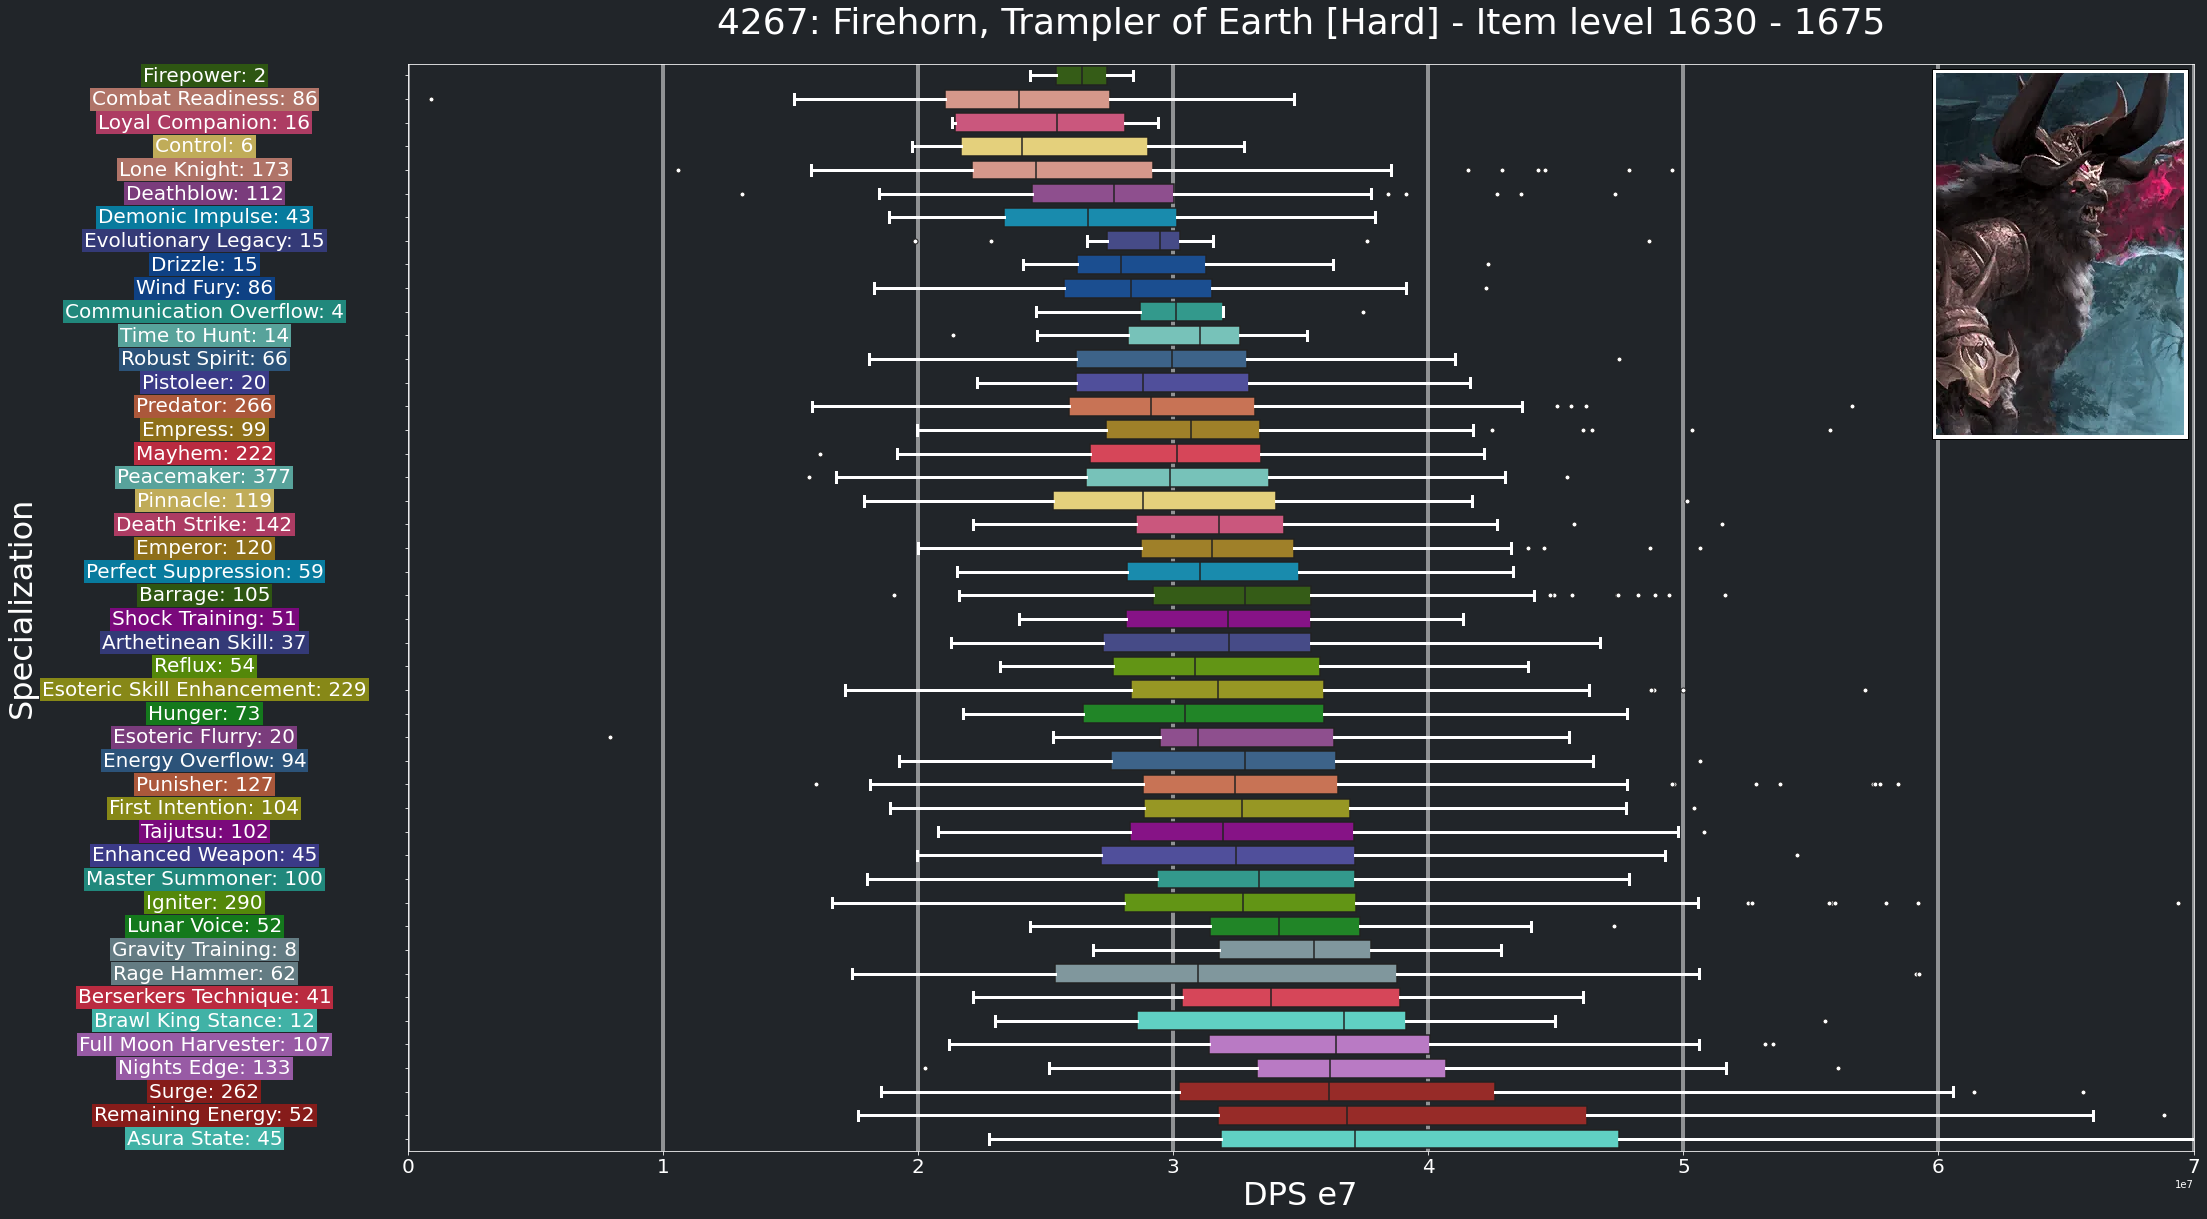 4267: Firehorn, Trampler of Earth [Hard] - Item level 1630 - 1675
Specialization
Firepower: 2
Combat Readiness: 86
Loyal Companion: 16
Control: 6
Lone Knight: 173
Deathblow: 112
Demonic Impulse: 43
Evolutionary Legacy: 15
Drizzle: 15
Wind Fury: 86
Communication Overflow: 4
Time to Hunt: 14
Robust Spirit: 66
Pistoleer: 20
Predator: 266
Empress: 99
Mayhem: 222
Peacemaker: 377
Pinnacle: 119
Death Strike: 142
Emperor: 120
Perfect Suppression: 59
Barrage: 105
Shock Training: 51
Arthetinean Skill: 37
Reflux: 54
Esoteric Skill Enhancement: 229
Hunger: 73
Esoteric Flurry: 20
Energy Overflow: 94
Punisher: 127
First Intention: 104
Taijutsu: 102
Enhanced Weapon: 45
Master Summoner: 100
Igniter: 290
Lunar Voice: 52
Gravity Training: 8
Rage Hammer: 62
Berserkers Technique: 41
Brawl King Stance: 12
Full Moon Harvester: 107
Nights Edge: 133
Surge: 262
Remaining Energy: 52
Asura State: 45
0 1 2 3 4 5 6 7
DPS e7
1e7